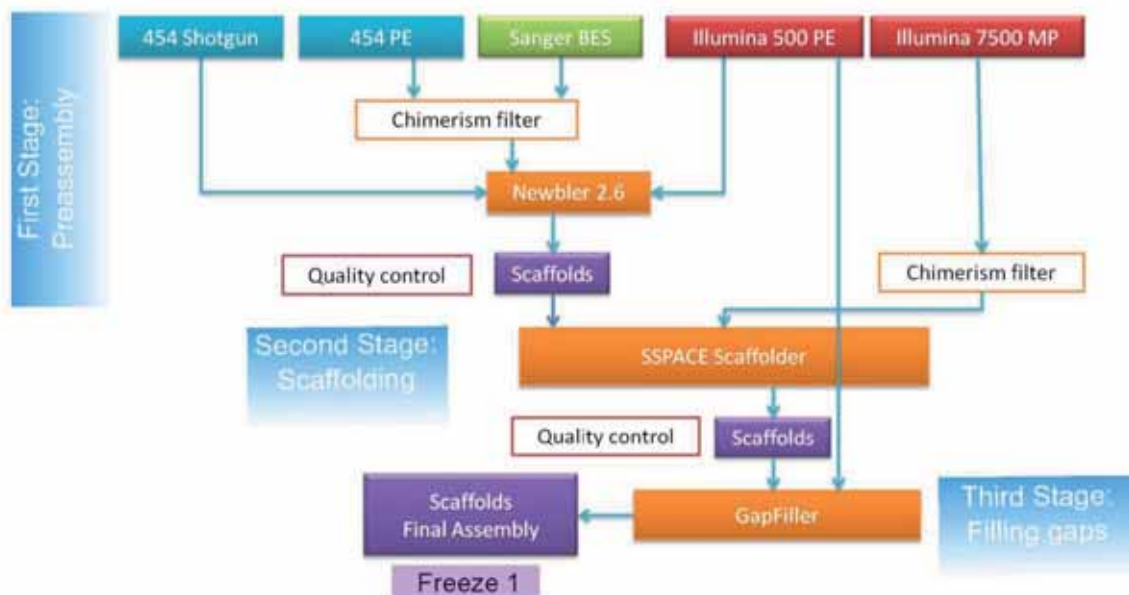 454 Shotgun
454 PE
Sanger BES
Illumina 500 PE
Illumina 7500 MP
First Stage:
Preassembly
Chimerism filter
Newbler 2.6
Quality control
Scaffolds
Chimerism filter
Second Stage:
Scaffolding
SSPACE Scaffolder
Quality control
Scaffolds
Scaffolds
Final Assembly
GapFiller
Third Stage:
Filling gaps
Freeze 1